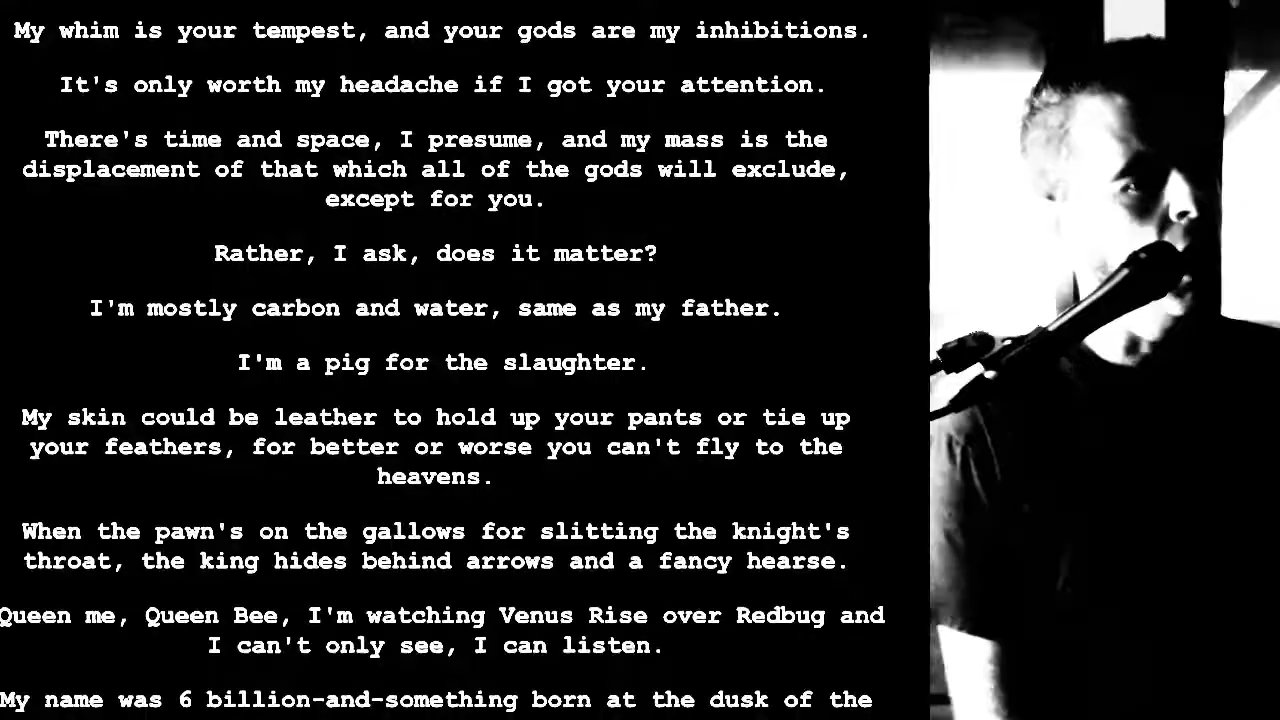 My whim is your tempest, and your gods are my inhibitions.
It's only worth my headache if I got your attention.
There's time and space, I presume, and my mass is the
displacement of that which all of the gods will exclude,
except for you.
Rather, I ask, does it matter?
I'm mostly carbon and water, same as my father.
I'm a pig for the slaughter.
My skin could be leather to hold up your pants or tie up
your feathers, for better or worse you can't fly to the
heavens.
When the pawn's on the gallows for slitting the knight's
throat, the king hides behind arrows and a fancy hearse.
Queen me, Queen Bee, I'm watching Venus Rise over Redbug and
I can't only see, I can listen.
My name was 6 billion-and-something born at the dusk of the